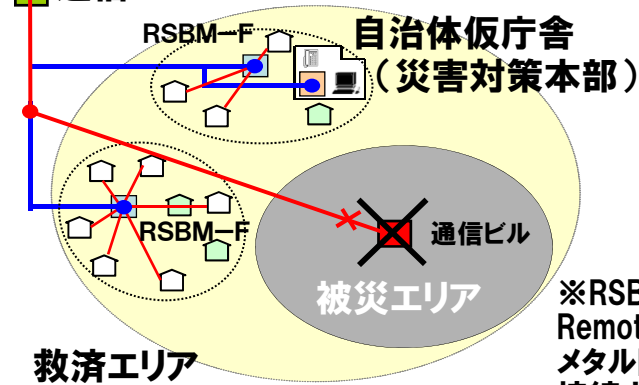 RSBM-F
自治体仮庁舎
（災害対策本部）
RSBM-F
通信ビル
被災エリア
※RSB
Remot
メタル
救済エリア